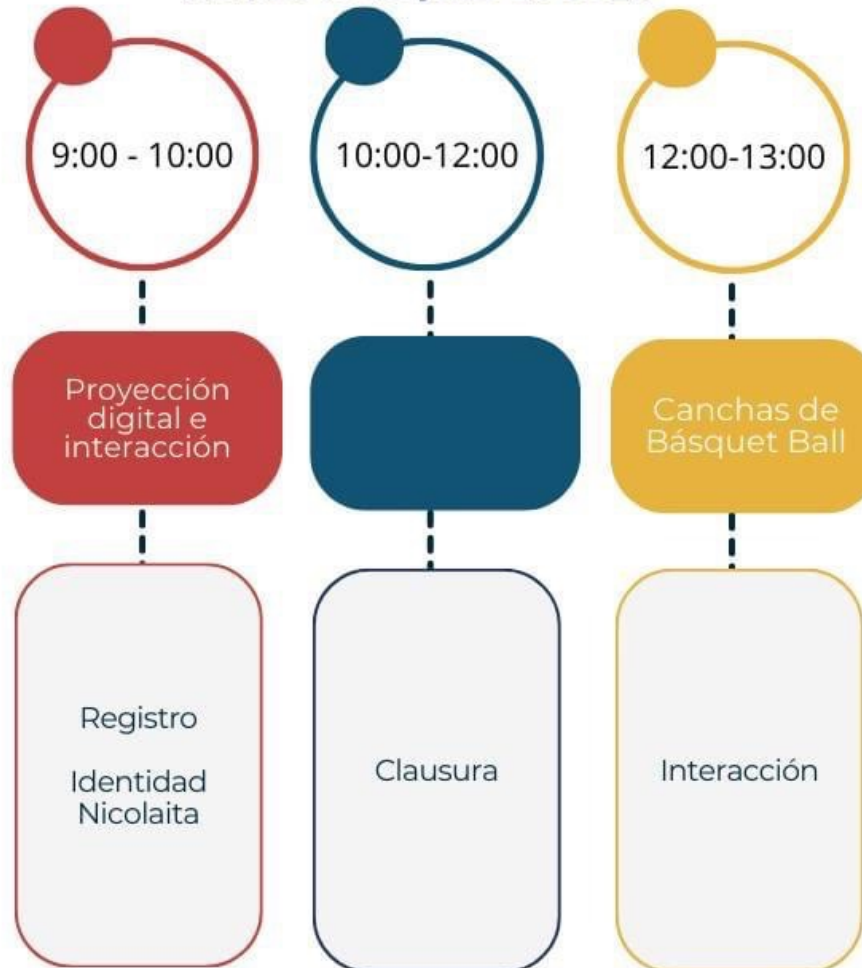 9:00 - 10:00
10:00-12:00
12:00-13:00
Proyección
digital e
interacción
Canchas de
Básquet Ball
Registro
Identidad
Nicolaita
Clausura
Interacción